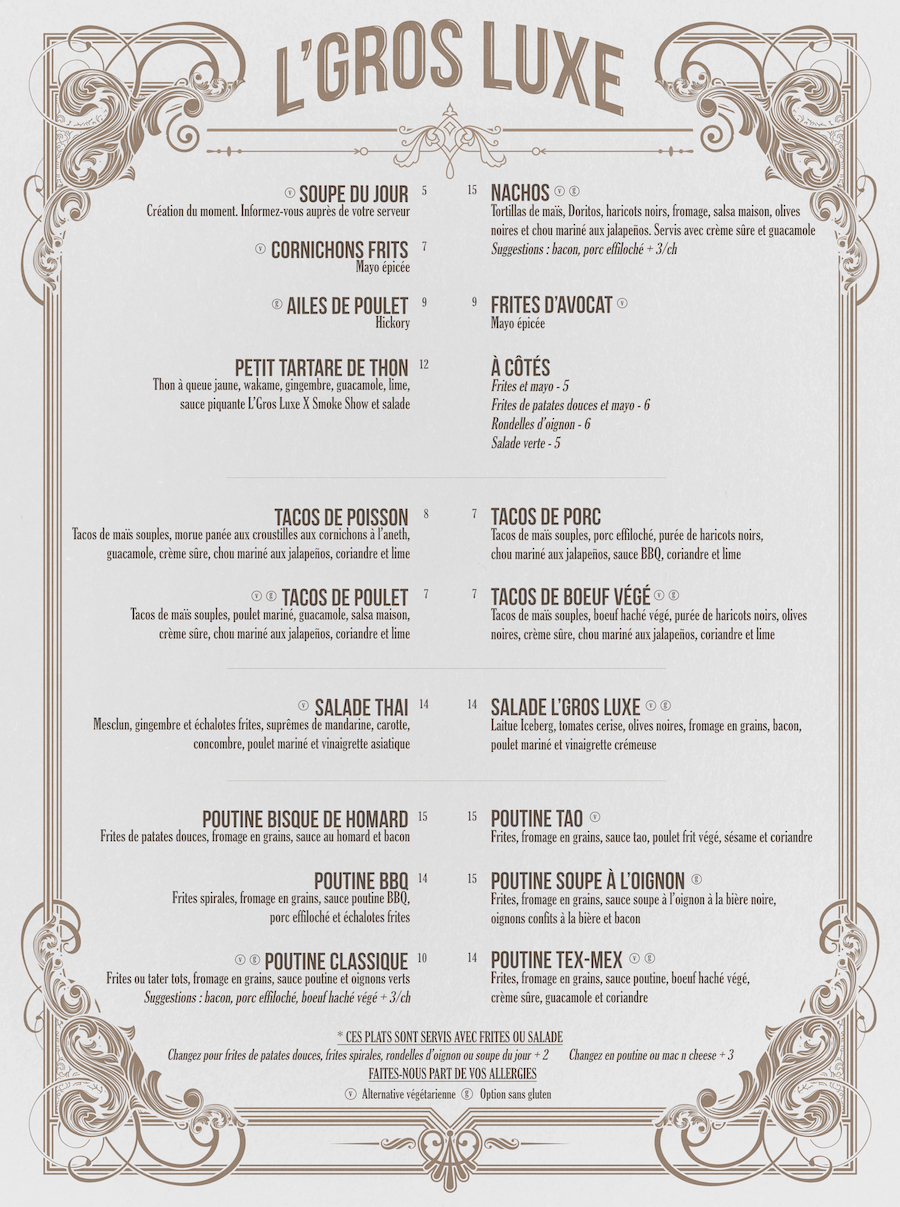 L'GROS LUXE
ⓥ SOUPE DU JOUR 5
Création du moment. Informez-vous auprès de votre serveur
ⓥ CORNICHONS FRITS 7
Mayo épicée
ⓖ AILES DE POULET 9
Hickory
PETIT TARTARE DE THON 12
Thon à queue jaune, wakame, gingembre, guacamole, lime,
sauce piquante L'Gros Luxe X Smoke Show et salade
15 NACHOS ⓥ ⓖ
Tortillas de maïs, Doritos, haricots noirs, fromage, salsa maison, olives
noires et chou mariné aux jalapeños. Servis avec crème sûre et guacamole
Suggestions : bacon, porc effiloché + 3/ch
9 FRITES D'AVOCAT ⓥ
Mayo épicée
À CÔTÉS
Frites et mayo - 5
Frites de patates douces et mayo - 6
Rondelles d'oignon - 6
Salade verte - 5
TACOS DE POISSON 8
Tacos de maïs souples, morue panée aux croustilles aux cornichons à l'aneth,
guacamole, crème sûre, chou mariné aux jalapeños, coriandre et lime
ⓥ ⓖ TACOS DE POULET 7
Tacos de maïs souples, poulet mariné, guacamole, salsa maison,
crème sûre, chou mariné aux jalapeños, coriandre et lime
7 TACOS DE PORC
Tacos de maïs souples, porc effiloché, purée de haricots noirs,
chou mariné aux jalapeños, sauce BBQ, coriandre et lime
7 TACOS DE BOEUF VÉGÉ ⓥ ⓖ
Tacos de maïs souples, boeuf haché végé, purée de haricots noirs, olives
noires, crème sûre, chou mariné aux jalapeños, coriandre et lime
ⓥ SALADE THAI 14
Mesclun, gingembre et échalotes frites, suprêmes de mandarine, carotte,
concombre, poulet mariné et vinaigrette asiatique
14 SALADE L'GROS LUXE ⓥ ⓖ
Laitue Iceberg, tomates cerise, olives noires, fromage en grains, bacon,
poulet mariné et vinaigrette crémeuse
POUTINE BISQUE DE HOMARD 15
Frites de patates douces, fromage en grains, sauce au homard et bacon
POUTINE BBQ 14
Frites spirales, fromage en grains, sauce poutine BBQ,
porc effiloché et échalotes frites
ⓥ ⓖ POUTINE CLASSIQUE 10
Frites ou tater tots, fromage en grains, sauce poutine et oignons verts
Suggestions : bacon, porc effiloché, boeuf haché végé + 3/ch
15 POUTINE TAO ⓥ
Frites, fromage en grains, sauce tao, poulet frit végé, sésame et coriandre
15 POUTINE SOUPE À L'OIGNON ⓖ
Frites, fromage en grains, sauce soupe à l'oignon à la bière noire,
oignons confits à la bière et bacon
14 POUTINE TEX-MEX ⓥ ⓖ
Frites, fromage en grains, sauce poutine, boeuf haché végé,
crème sûre, guacamole et coriandre
* CES PLATS SONT SERVIS AVEC FRITES OU SALADE
Changez pour frites de patates douces, frites spirales, rondelles d'oignon ou soupe du jour + 2 Changez en poutine ou mac n cheese + 3
FAITES-NOUS PART DE VOS ALLERGIES
ⓥ Alternative végétarienne ⓖ Option sans gluten